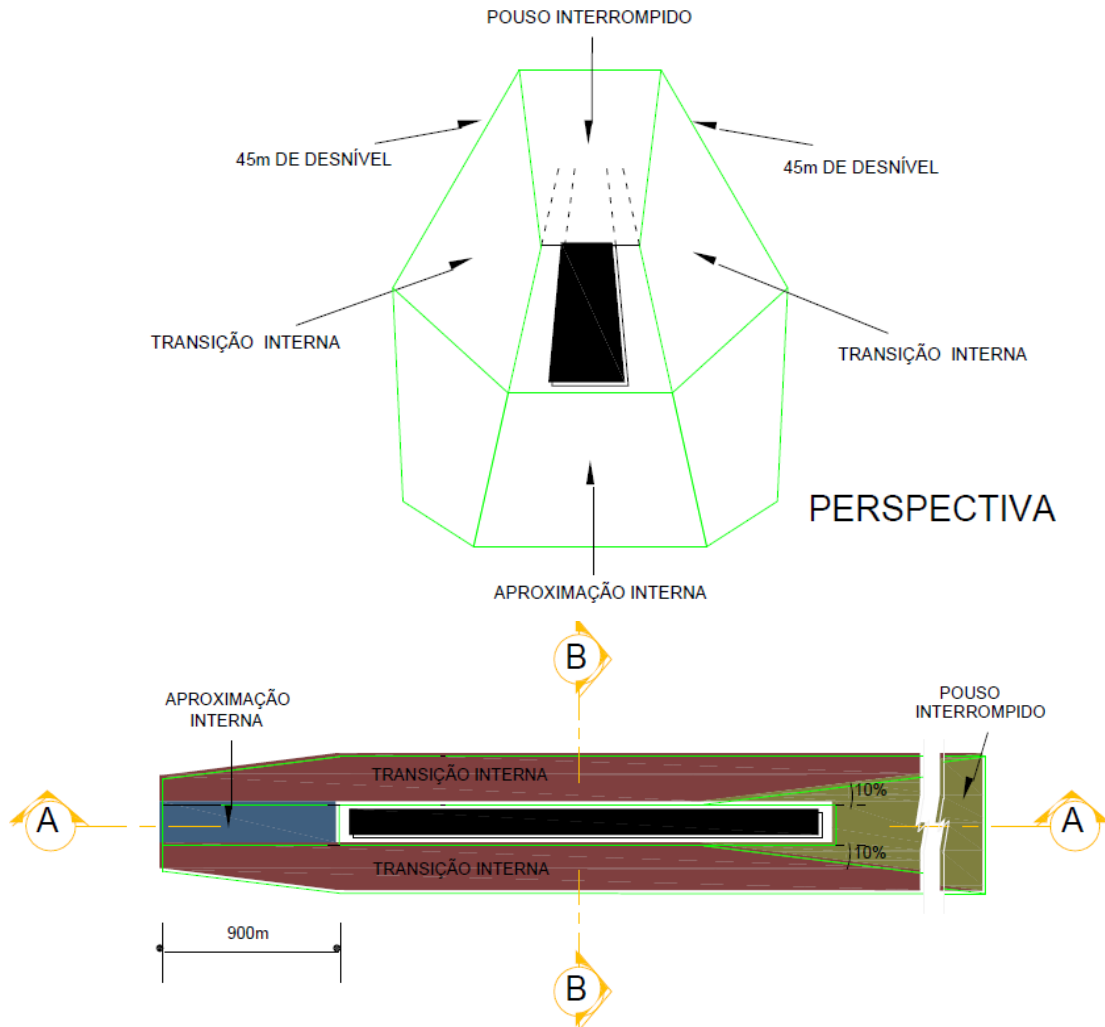 POUSO INTERROMPIDO
45m DE DESNÍVEL
45m DE DESNÍVEL
TRANSIÇÃO INTERNA
TRANSIÇÃO INTERNA
PERSPECTIVA
APROXIMAÇÃO INTERNA
B
APROXIMAÇÃO
INTERNA
POUSO
INTERROMPIDO
TRANSIÇÃO INTERNA
10%
A
A
10%
TRANSIÇÃO INTERNA
900m
B